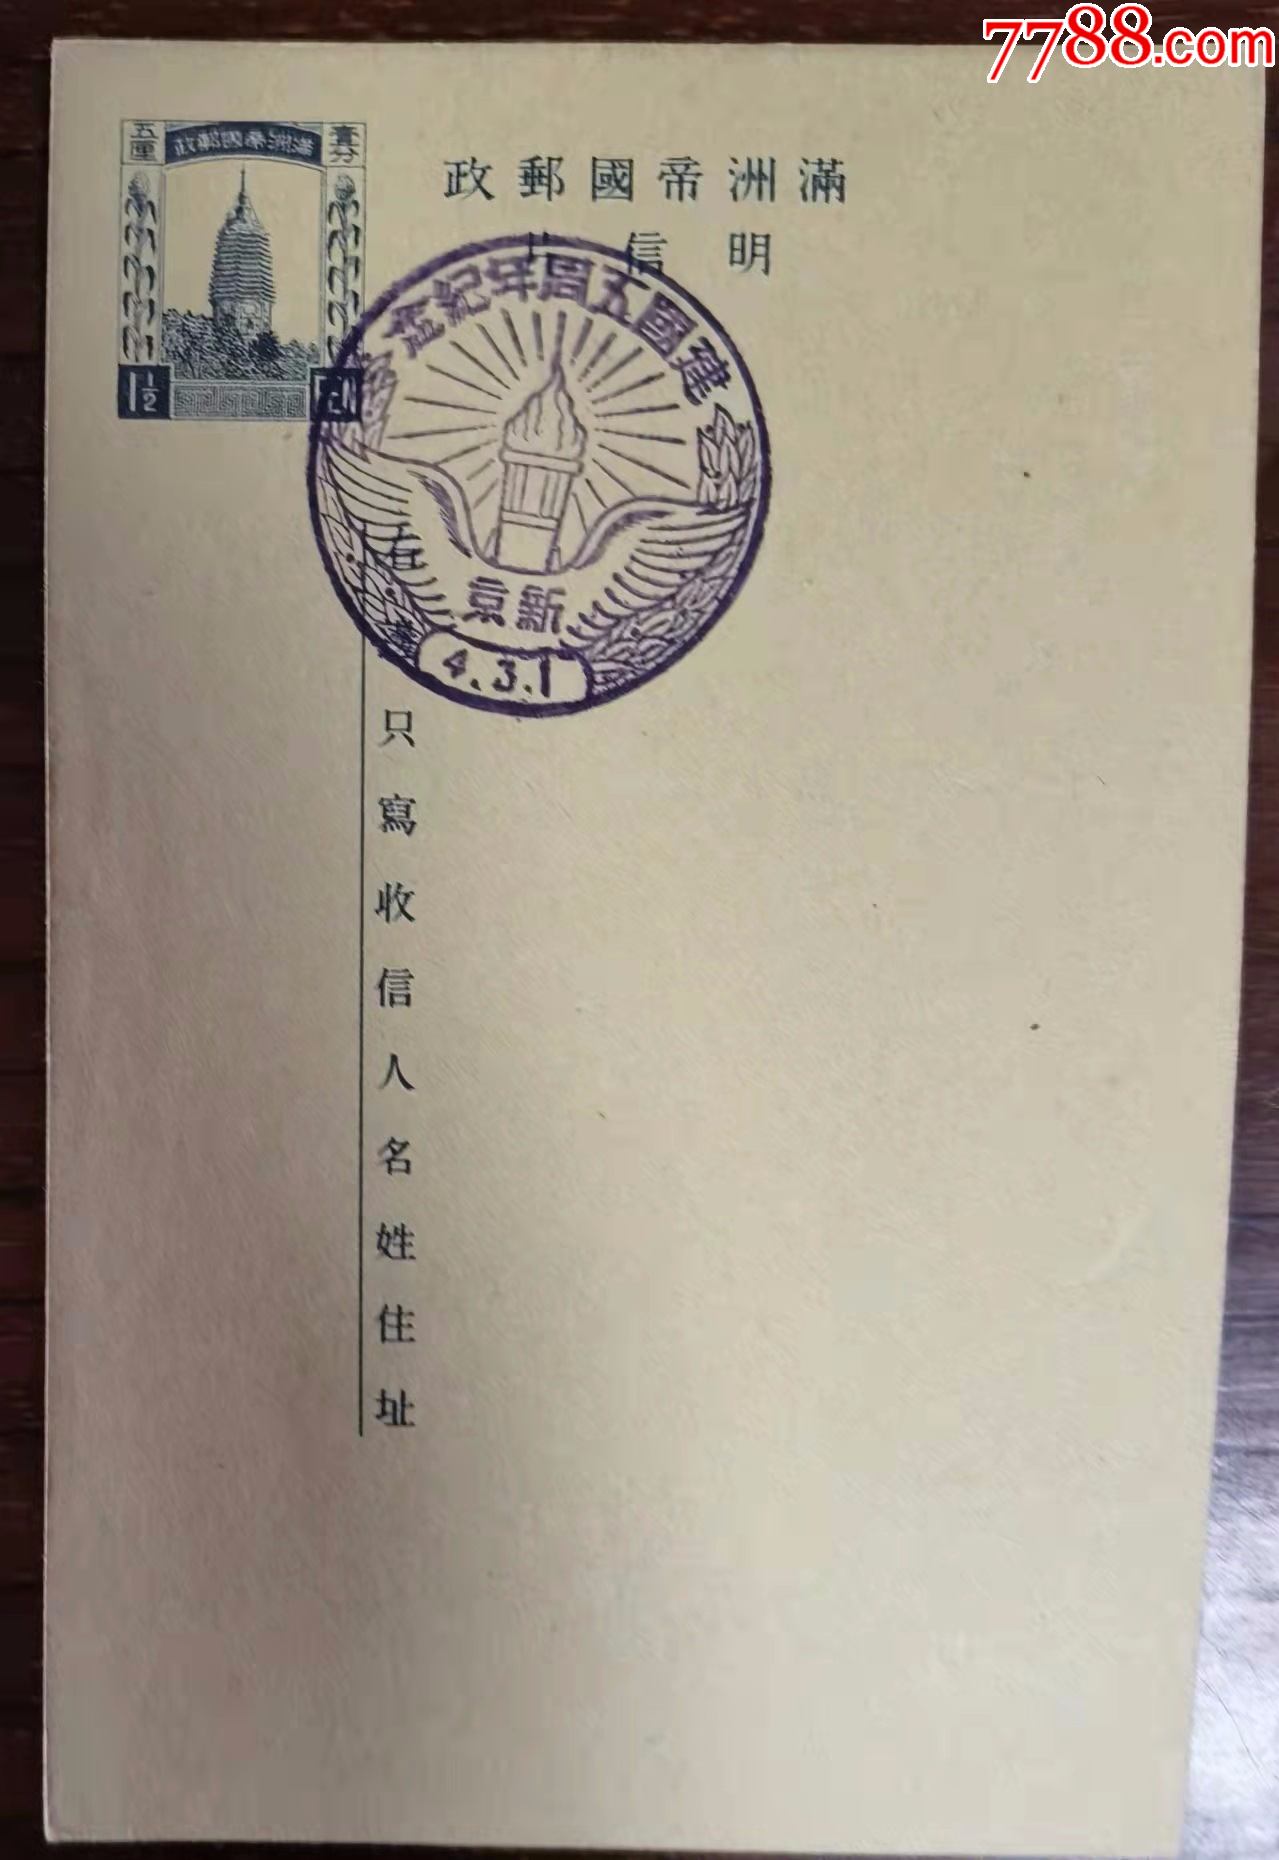 7788.com
壹分
五厘
滿洲帝國郵政
1½
滿洲帝國郵政
明信片
建國五周年紀念
新京
4.3.1
在
只寫收信人名姓住址